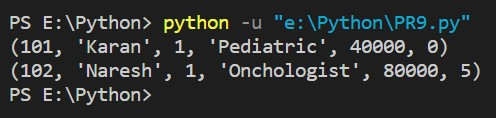 PS E:\Python> python -u "e:\Python\PR9.py"
(101, 'Karan', 1, 'Pediatric', 40000, 0)
(102, 'Naresh', 1, 'Onchologist', 80000, 5)
PS E:\Python>